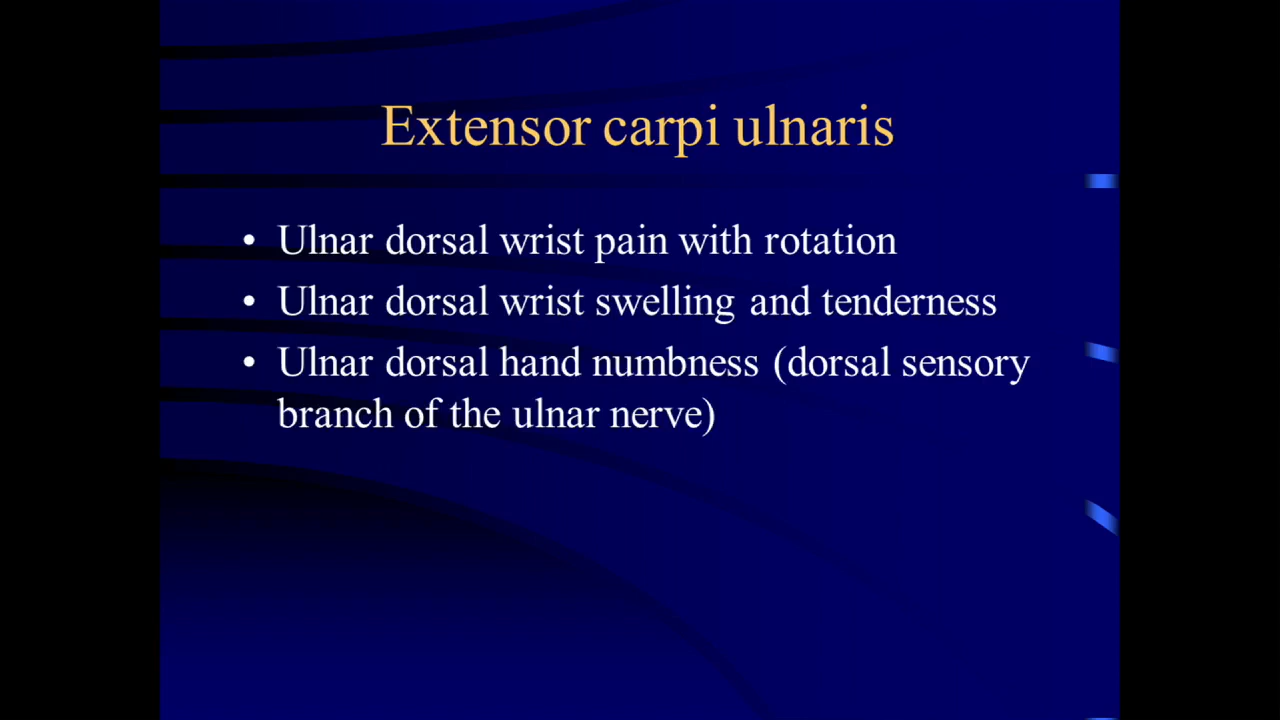 Extensor carpi ulnaris
• Ulnar dorsal wrist pain with rotation
• Ulnar dorsal wrist swelling and tenderness
• Ulnar dorsal hand numbness (dorsal sensory
branch of the ulnar nerve)